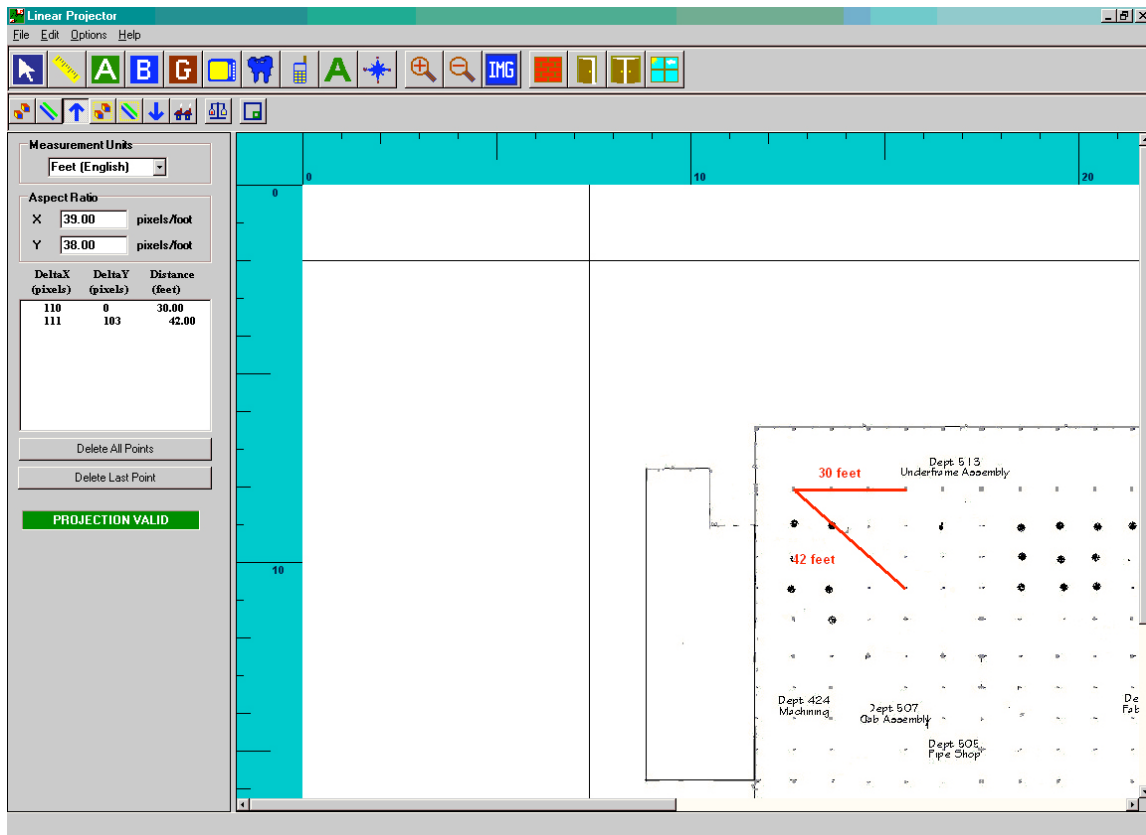 Linear Projector
File Edit Options Help
A B G A IMG
Measurement Units
Feet (English)
Aspect Ratio
X 39.00 pixels/foot
Y 38.00 pixels/foot
DeltaX DeltaY Distance
(pixels) (pixels) (feet)
110 0 30.00
111 103 42.00
Delete All Points
Delete Last Point
PROJECTION VALID
0 10 20
0
10
Dept 513
Underframe Assembly
30 feet
42 feet
Dept 424
Machining
Dept 507
Cab Assembly
De
Fab
Dept 505
Pipe Shop